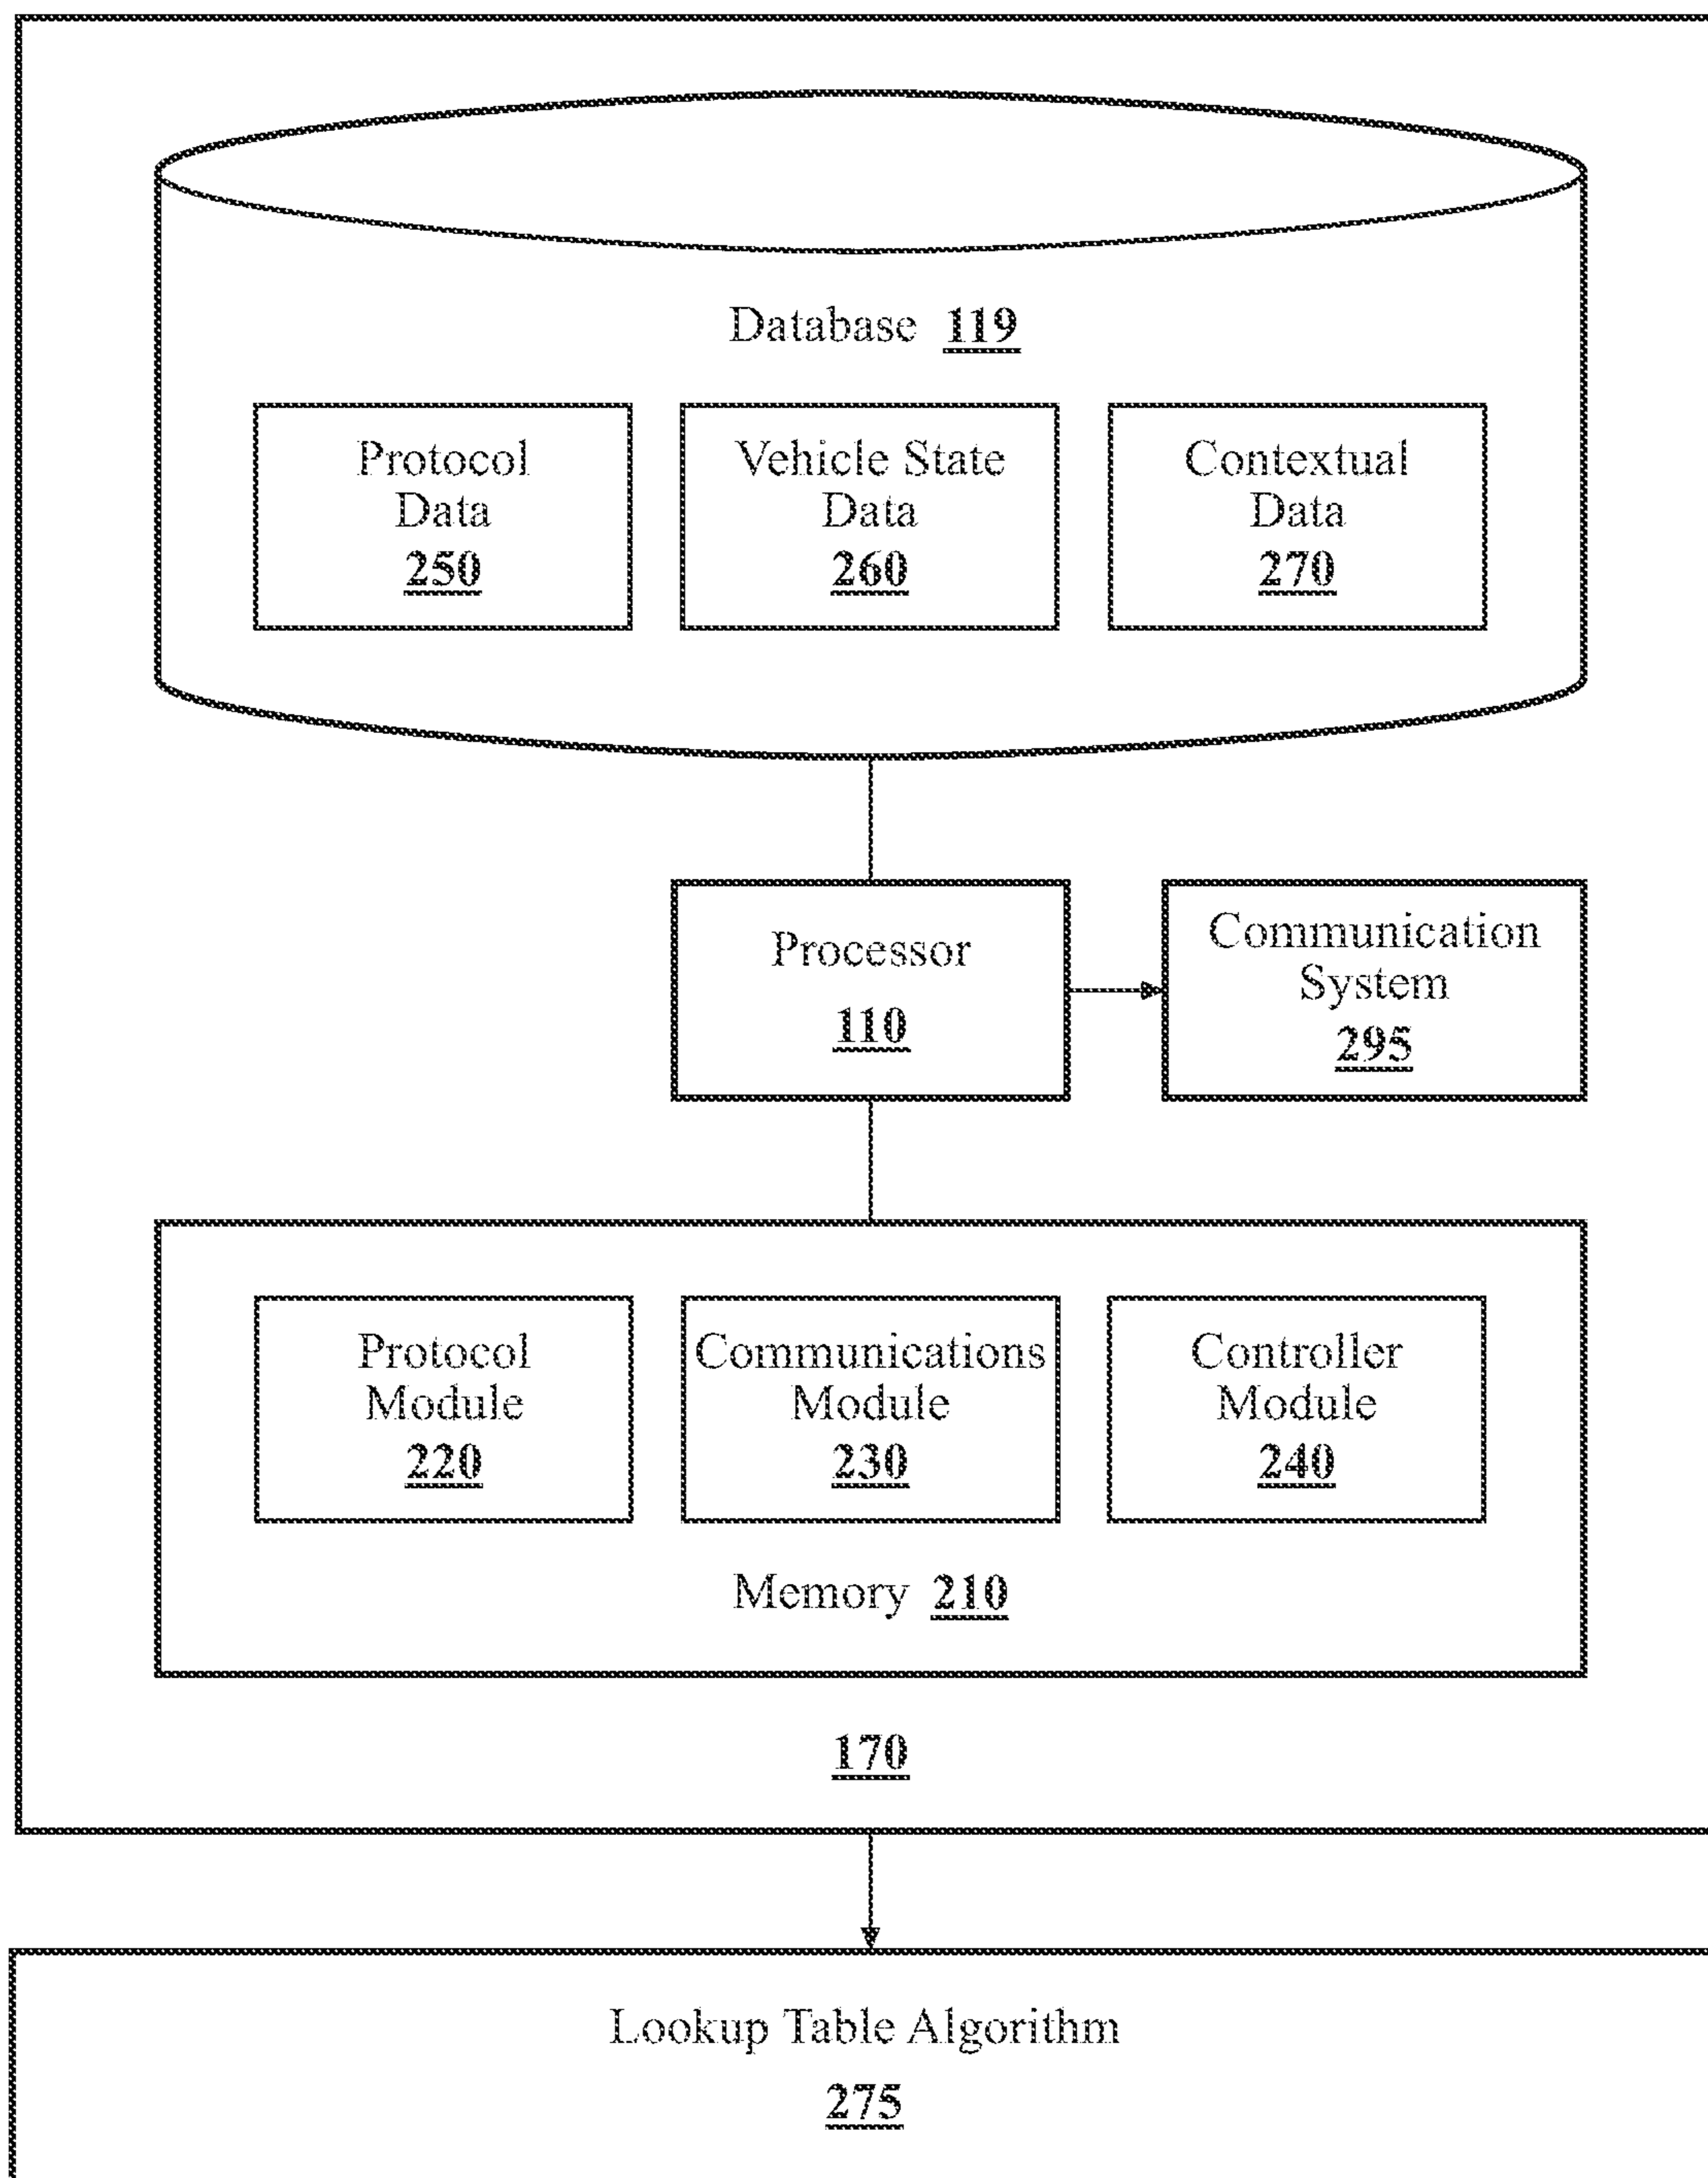 Database 119
Protocol
Data
250
Vehicle State
Data
260
Contextual
Data
270
Processor
110
Communication
System
295
Protocol
Module
220
Communications
Module
230
Controller
Module
240
Memory 210
170
Lookup Table Algorithm
275